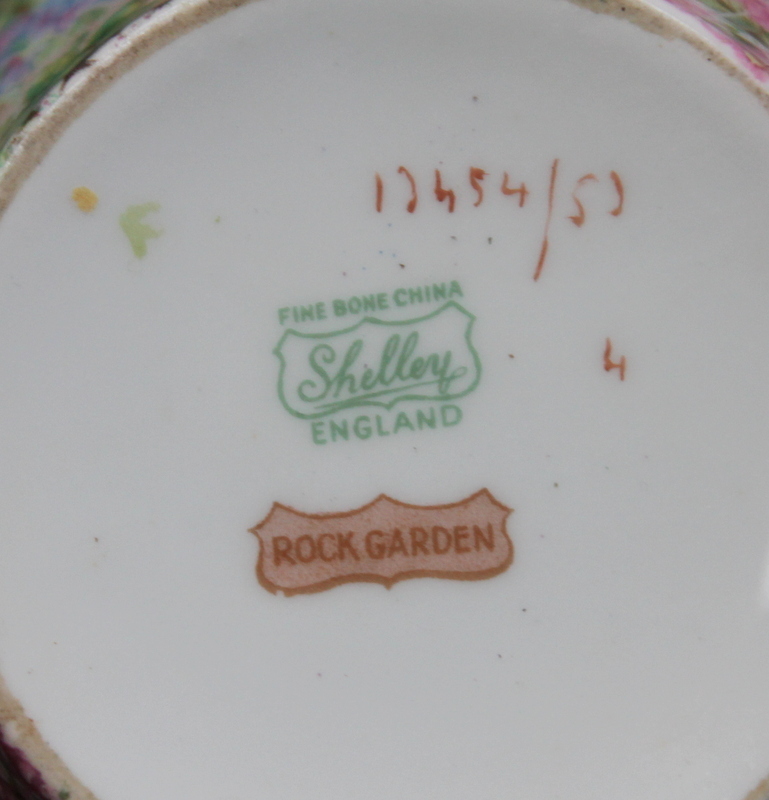 13454/53
FINE BONE CHINA
Shelley
ENGLAND
4
ROCK GARDEN